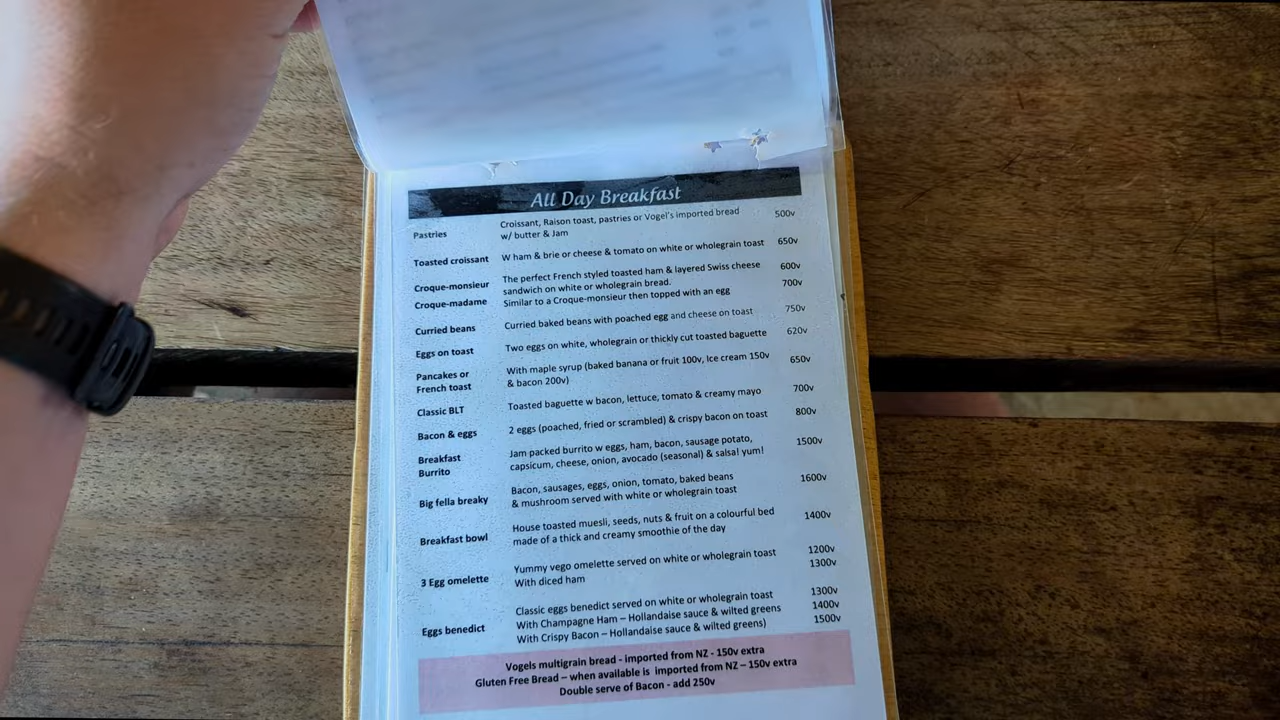 All Day Breakfast
Pastries Croissant, Raison toast, pastries or Vogel's imported bread 500v
w/ butter & Jam
Toasted croissant W ham & brie or cheese & tomato on white or wholegrain toast 650v
Croque-monsieur The perfect French styled toasted ham & layered Swiss cheese 600v
sandwich on white or wholegrain bread.
Croque-madame Similar to a Croque-monsieur then topped with an egg 700v
Curried beans Curried baked beans with poached egg and cheese on toast 750v
Eggs on toast Two eggs on white, wholegrain or thickly cut toasted baguette 620v
Pancakes or With maple syrup (baked banana or fruit 100v, Ice cream 150v 650v
French toast & bacon 200v)
Classic BLT Toasted baguette w bacon, lettuce, tomato & creamy mayo 700v
Bacon & eggs 2 eggs (poached, fried or scrambled) & crispy bacon on toast 800v
Breakfast Jam packed burrito w eggs, ham, bacon, sausage potato, 1500v
Burrito capsicum, cheese, onion, avocado (seasonal) & salsa! yum!
Big fella breaky Bacon, sausages, eggs, onion, tomato, baked beans 1600v
& mushroom served with white or wholegrain toast
Breakfast bowl House toasted muesli, seeds, nuts & fruit on a colourful bed 1400v
made of a thick and creamy smoothie of the day
3 Egg omelette Yummy vego omelette served on white or wholegrain toast 1200v
With diced ham 1300v
Eggs benedict Classic eggs benedict served on white or wholegrain toast 1300v
With Champagne Ham – Hollandaise sauce & wilted greens 1400v
With Crispy Bacon – Hollandaise sauce & wilted greens) 1500v
Vogels multigrain bread - imported from NZ - 150v extra
Gluten Free Bread – when available is imported from NZ – 150v extra
Double serve of Bacon - add 250v